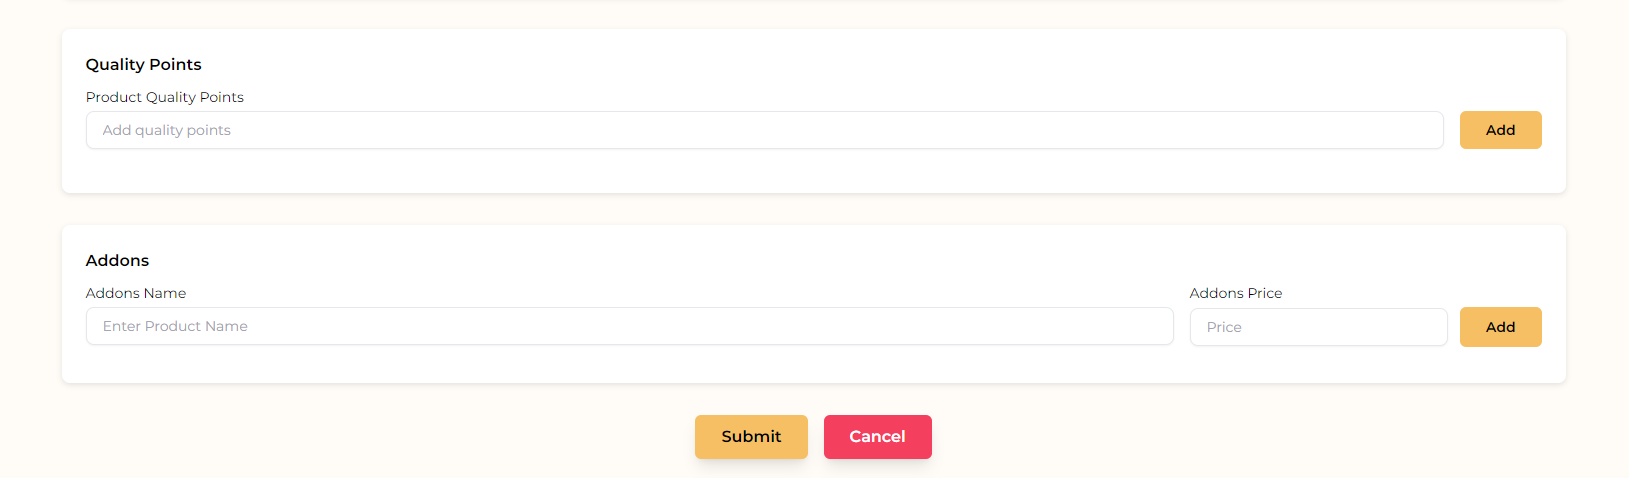 Quality Points
Product Quality Points
Add quality points
Add
Addons
Addons Name
Addons Price
Enter Product Name
Price
Add
Submit
Cancel